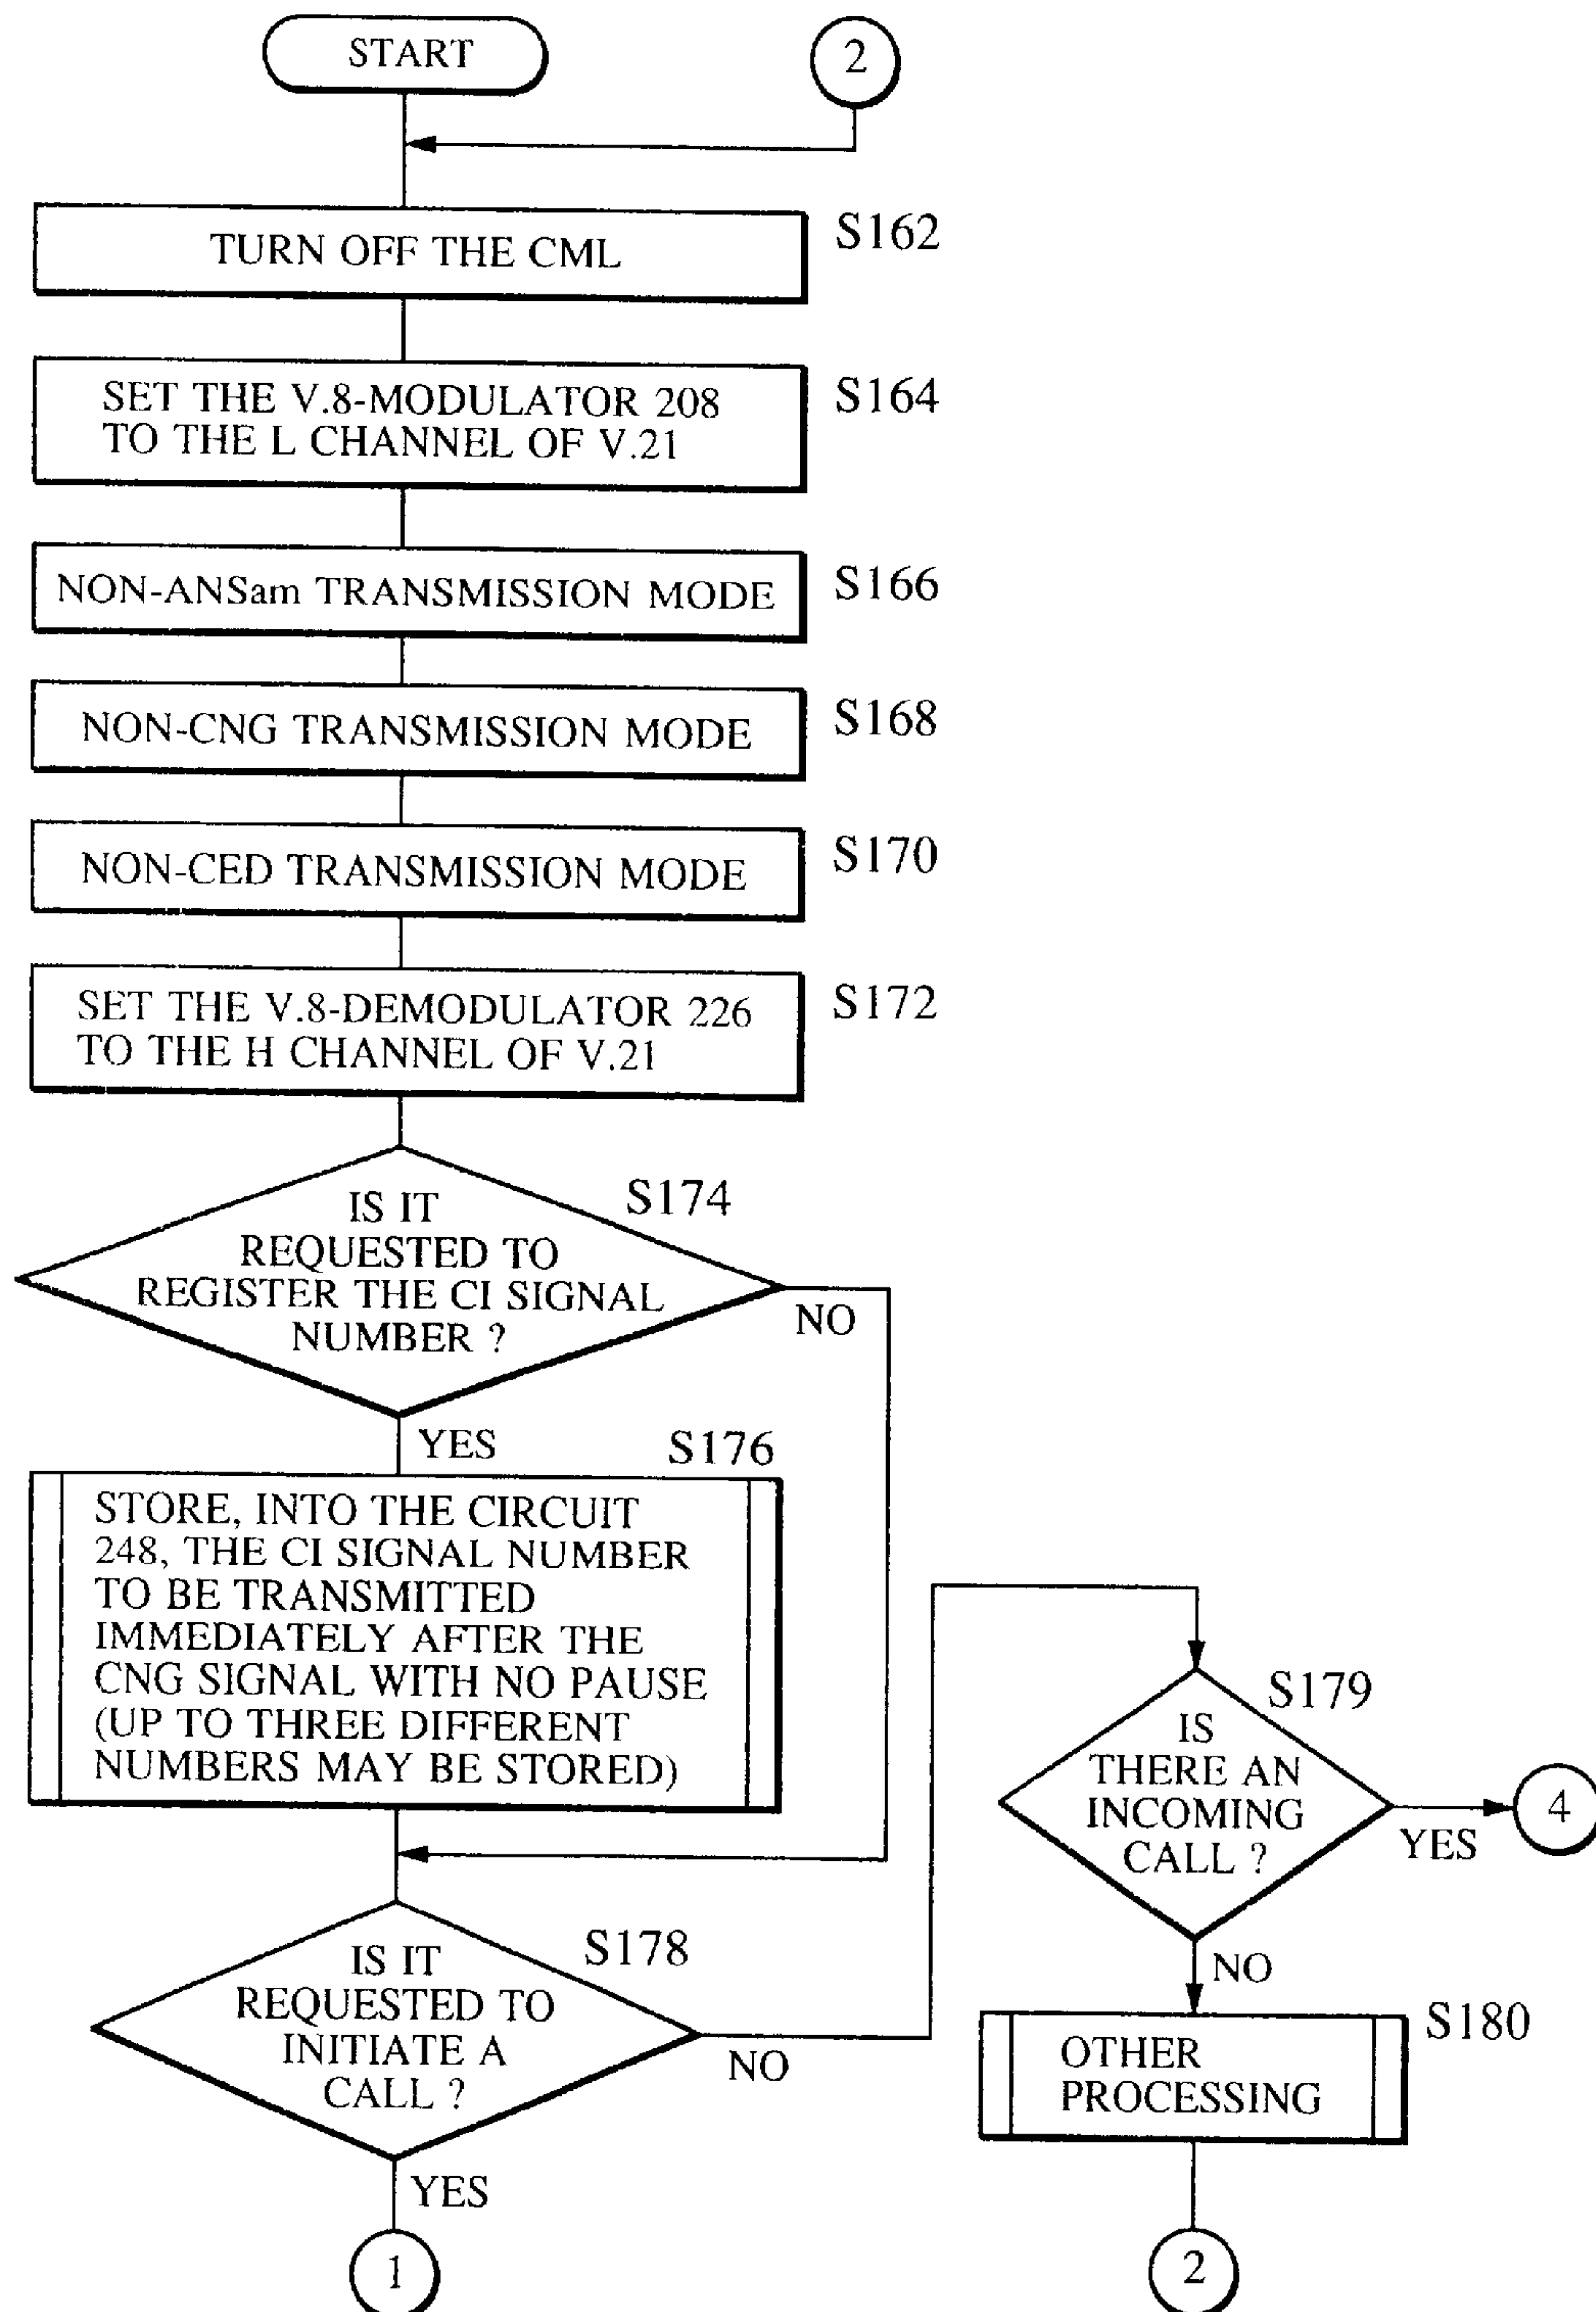 START
2
TURN OFF THE CML
S162
SET THE V.8-MODULATOR 208
TO THE L CHANNEL OF V.21
S164
NON-ANSam TRANSMISSION MODE
S166
NON-CNG TRANSMISSION MODE
S168
NON-CED TRANSMISSION MODE
S170
SET THE V.8-DEMODULATOR 226
TO THE H CHANNEL OF V.21
S172
IS IT
REQUESTED TO
REGISTER THE CI SIGNAL
NUMBER ?
S174
NO
YES
S176
STORE, INTO THE CIRCUIT
248, THE CI SIGNAL NUMBER
TO BE TRANSMITTED
IMMEDIATELY AFTER THE
CNG SIGNAL WITH NO PAUSE
(UP TO THREE DIFFERENT
NUMBERS MAY BE STORED)
IS IT
REQUESTED TO
INITIATE A
CALL ?
S178
NO
YES
1
IS
THERE AN
INCOMING
CALL ?
S179
YES
4
NO
OTHER
PROCESSING
S180
2